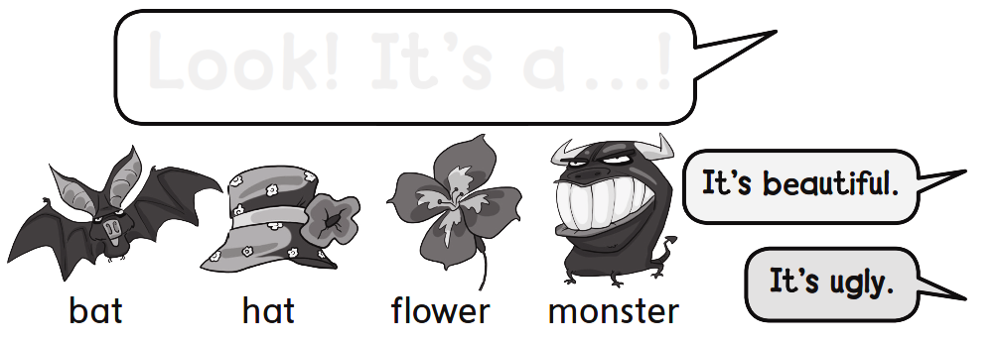 Look! It's a ...!
It's beautiful.
It's ugly.
bat hat flower monster